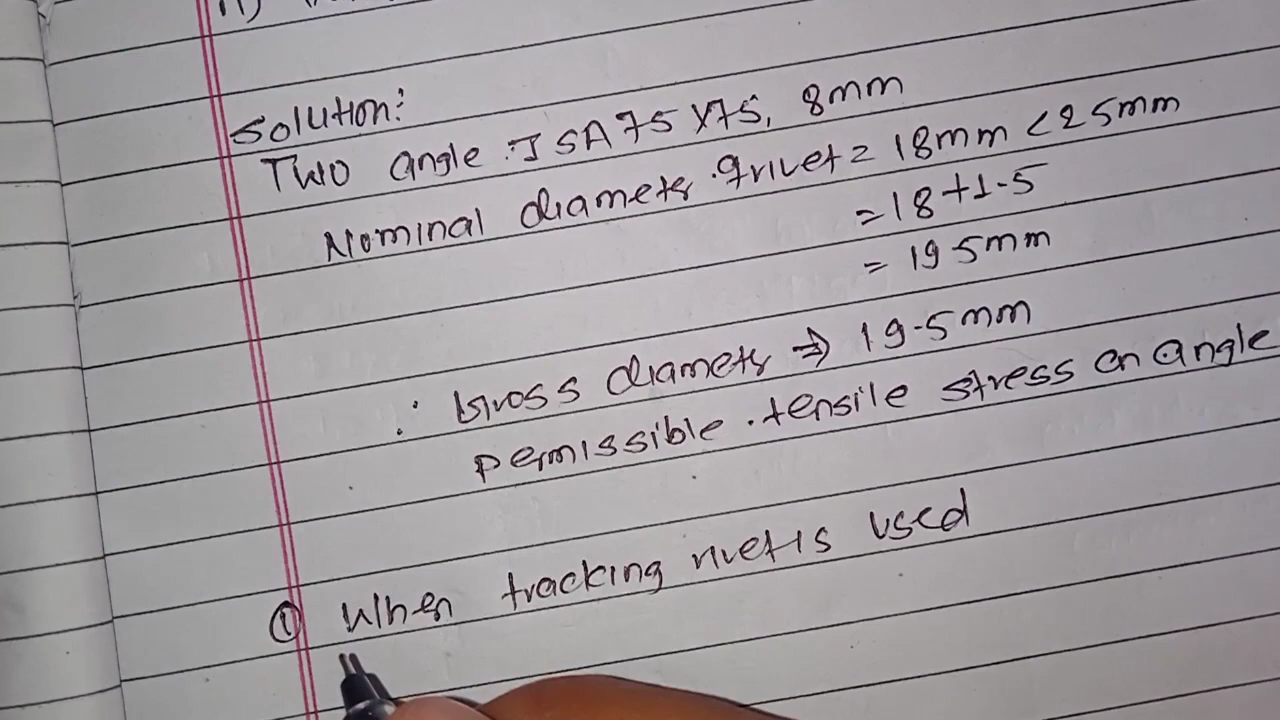 Solution:
Two angle ISA 75 X75, 8mm
Nominal diameter of rivet = 18mm < 25mm
= 18 + 1.5
= 19 5mm
∴ Gross diameter ⇒ 19.5mm
permissible tensile stress on angle
① When tracking rivet is used